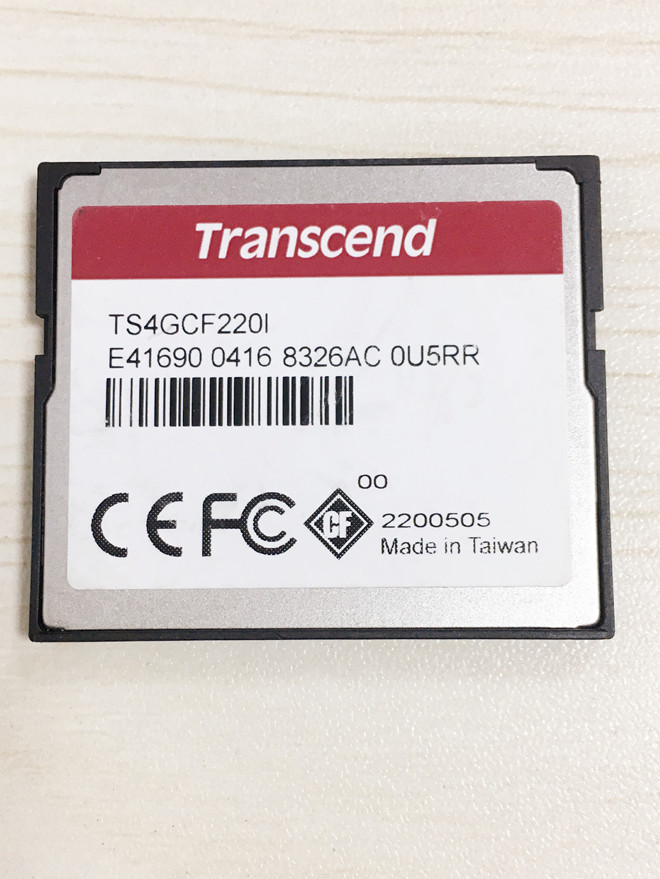 Transcend
TS4GCF220I
E41690 0416 8326AC 0U5RR
CE FC CF
00
2200505
Made in Taiwan